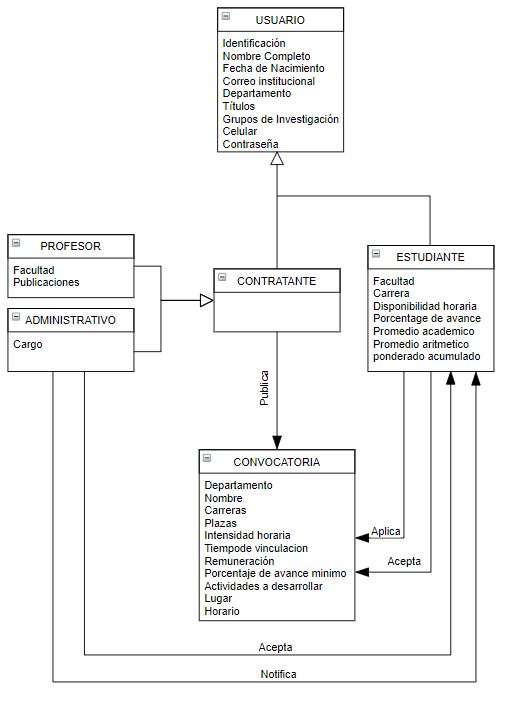 USUARIO
Identificación
Nombre Completo
Fecha de Nacimiento
Correo institucional
Departamento
Títulos
Grupos de Investigación
Celular
Contraseña
PROFESOR
Facultad
Publicaciones
ADMINISTRATIVO
Cargo
CONTRATANTE
ESTUDIANTE
Facultad
Carrera
Disponibilidad horaria
Porcentage de avance
Promedio academico
Promedio aritmetico
ponderado acumulado
Publica
CONVOCATORIA
Departamento
Nombre
Carreras
Plazas
Intensidad horaria
Tiempode vinculacion
Remuneración
Porcentaje de avance minimo
Actividades a desarrollar
Lugar
Horario
Aplica
Acepta
Acepta
Notifica